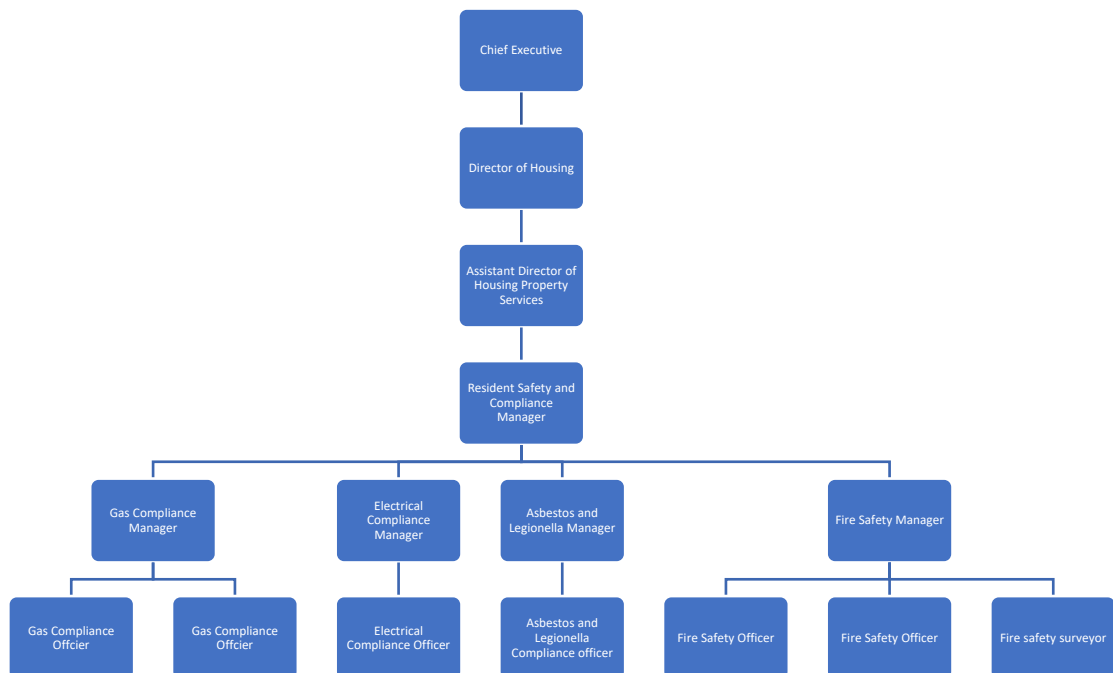 Chief Executive
Director of Housing
Assistant Director of
Housing Property
Services
Resident Safety and
Compliance
Manager
Gas Compliance
Manager
Electrical
Compliance
Manager
Asbestos and
Legionella Manager
Fire Safety Manager
Gas Compliance
Offcier
Gas Compliance
Offcier
Electrical
Compliance Officer
Asbestos and
Legionella
Compliance officer
Fire Safety Officer
Fire Safety Officer
Fire safety surveyor